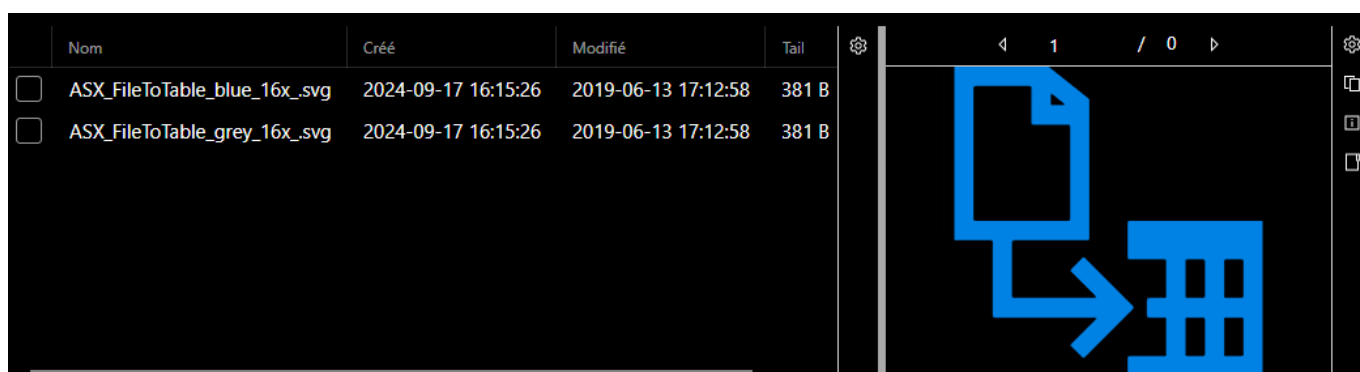 Nom Créé Modifié Tail
ASX_FileToTable_blue_16x_.svg 2024-09-17 16:15:26 2019-06-13 17:12:58 381 B
ASX_FileToTable_grey_16x_.svg 2024-09-17 16:15:26 2019-06-13 17:12:58 381 B
1 / 0